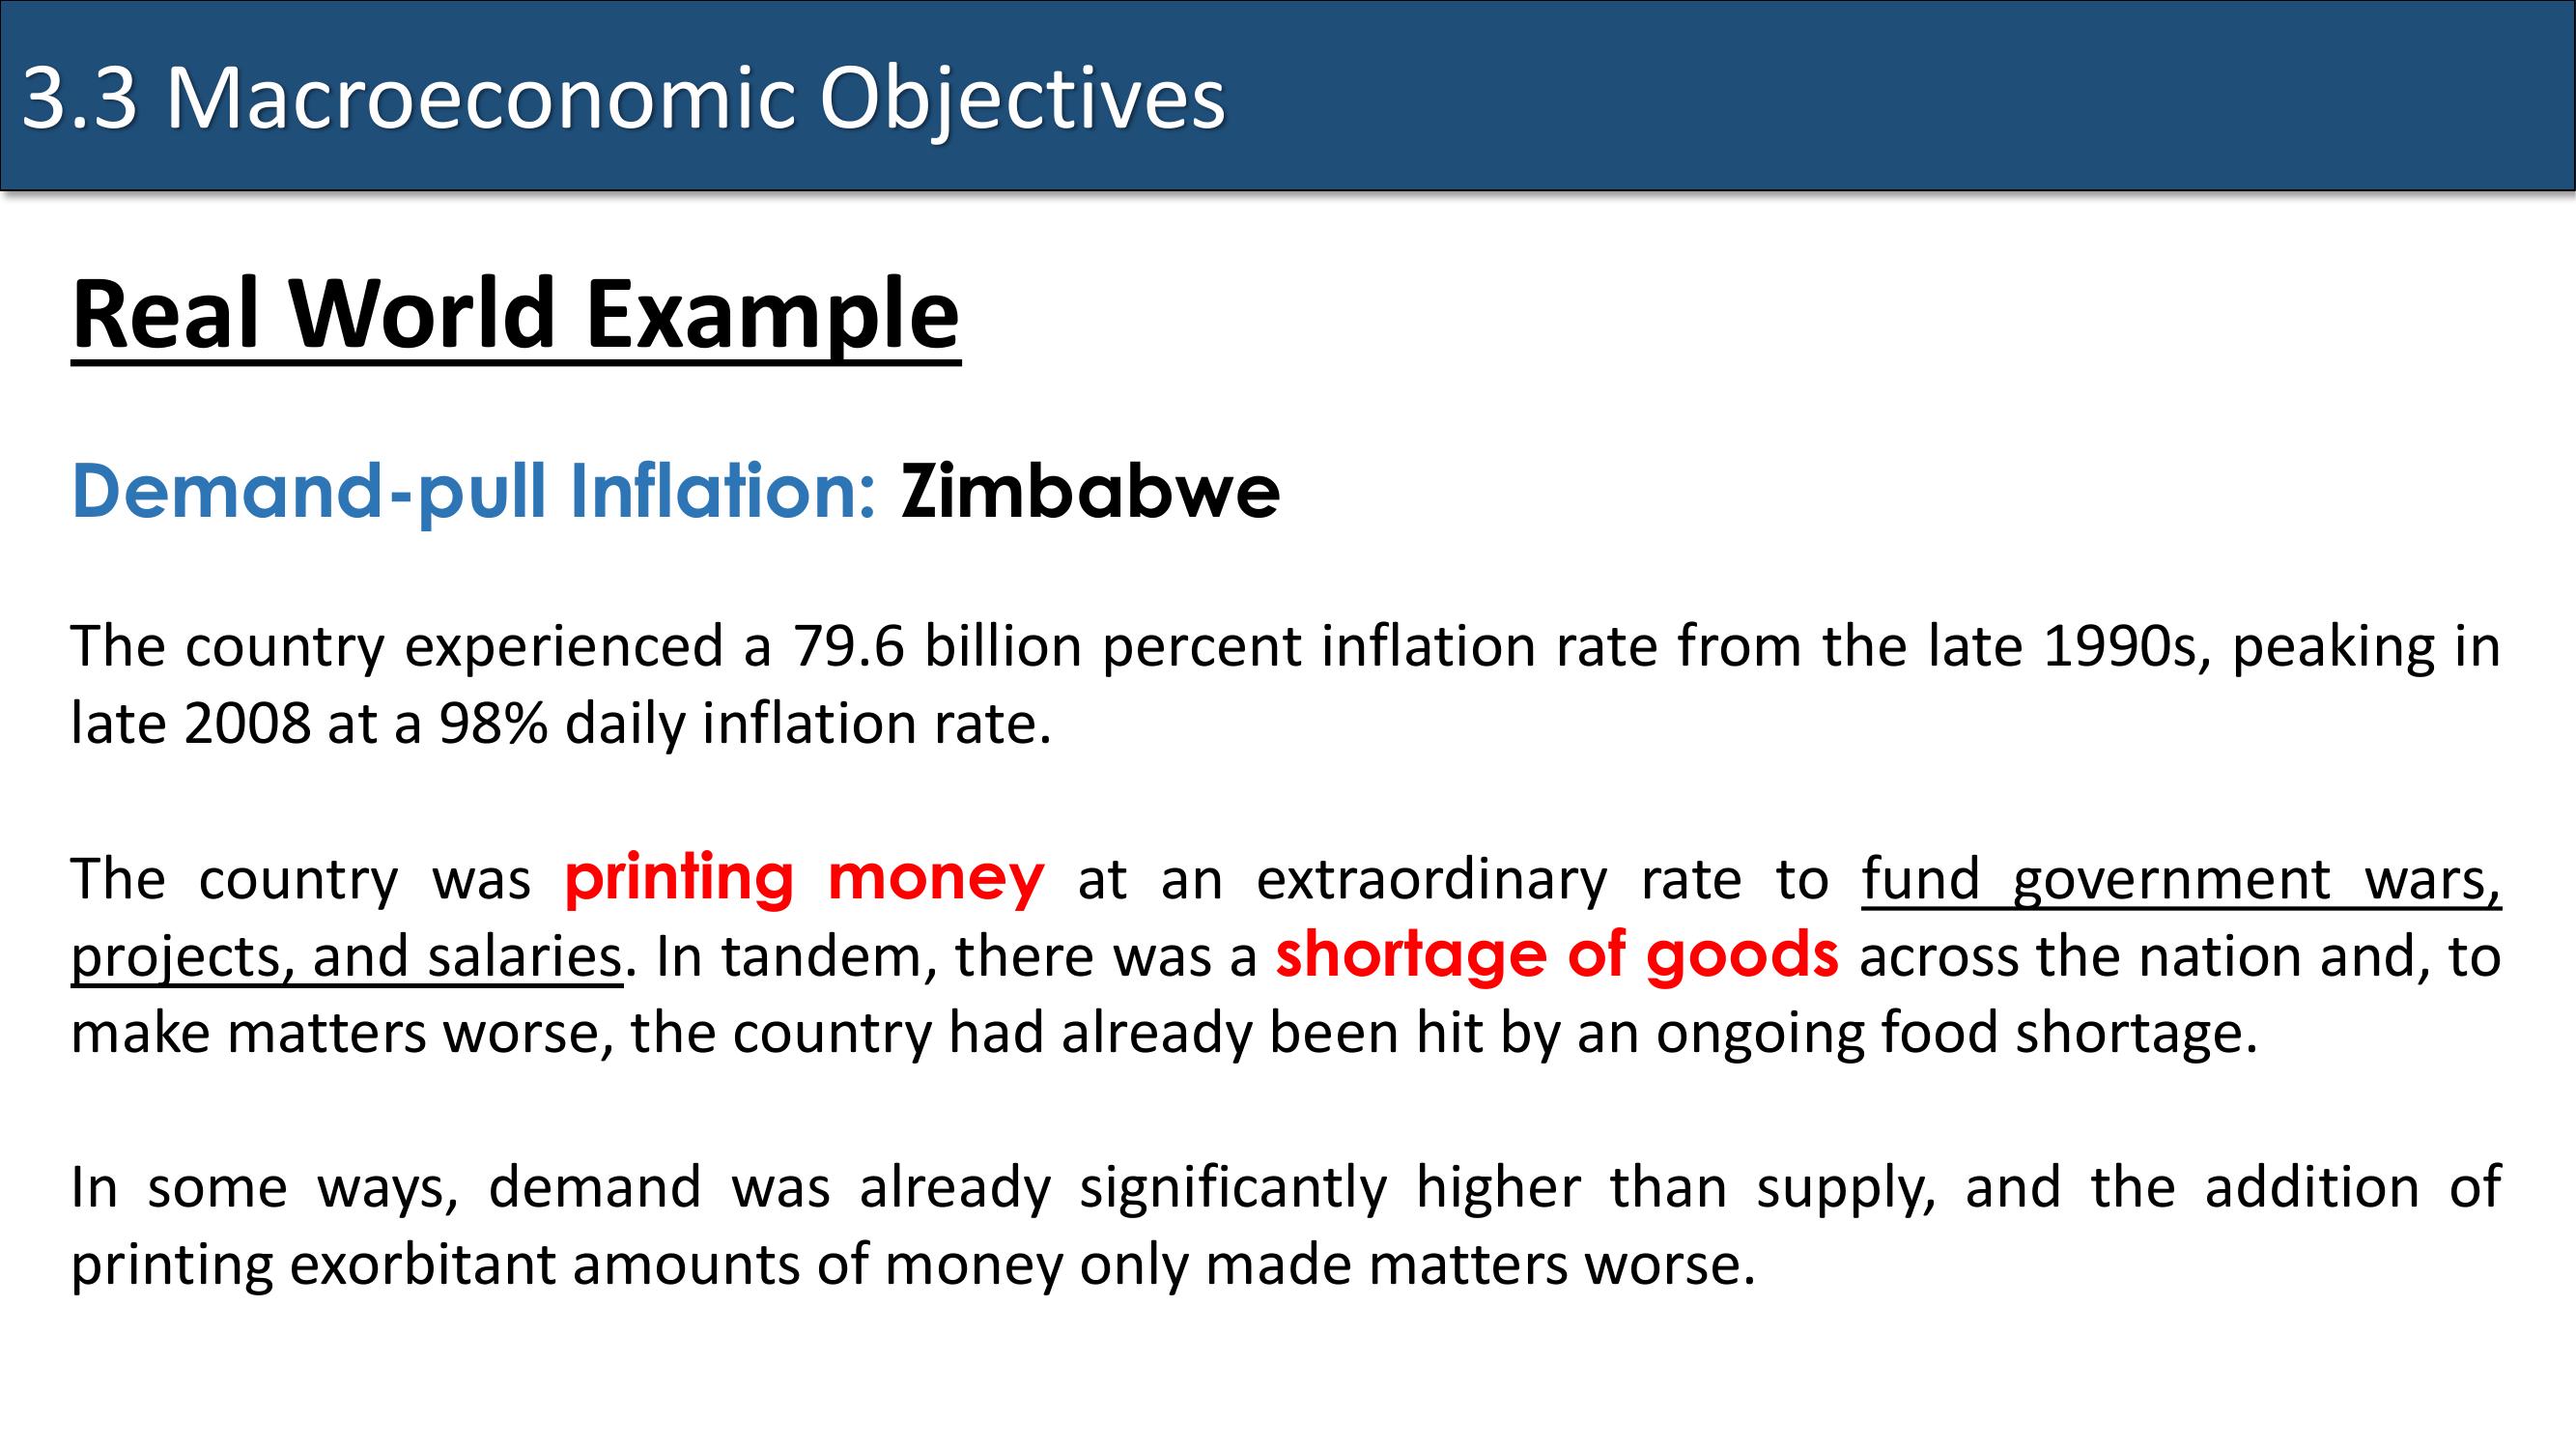 3.3 Macroeconomic Objectives
Real World Example
Demand-pull Inflation: Zimbabwe
The country experienced a 79.6 billion percent inflation rate from the late 1990s, peaking in
late 2008 at a 98% daily inflation rate.
The country was printing money at an extraordinary rate to fund government wars,
projects, and salaries. In tandem, there was a shortage of goods across the nation and, to
make matters worse, the country had already been hit by an ongoing food shortage.
In some ways, demand was already significantly higher than supply, and the addition of
printing exorbitant amounts of money only made matters worse.